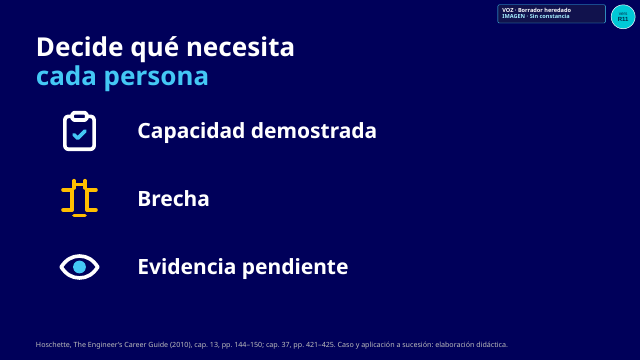 VOZ · Borrador heredado
IMAGEN · Sin constancia
R11
Decide qué necesita
cada persona
Capacidad demostrada
Brecha
Evidencia pendiente
Hoschette, The Engineer's Career Guide (2010), cap. 13, pp. 144–150; cap. 37, pp. 421–425. Caso y aplicación a sucesión: elaboración didáctica.